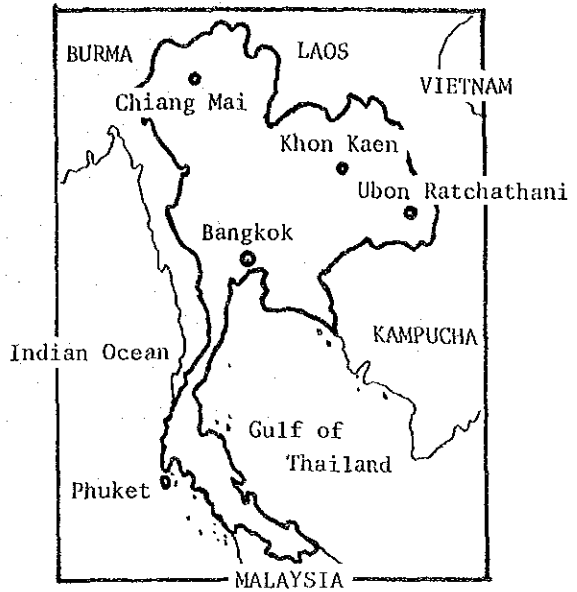 BURMA
LAOS
VIETNAM
Chiang Mai
Khon Kaen
Ubon Ratchathani
Bangkok
KAMPUCHA
Indian Ocean
Gulf of
Thailand
Phuket
MALAYSIA